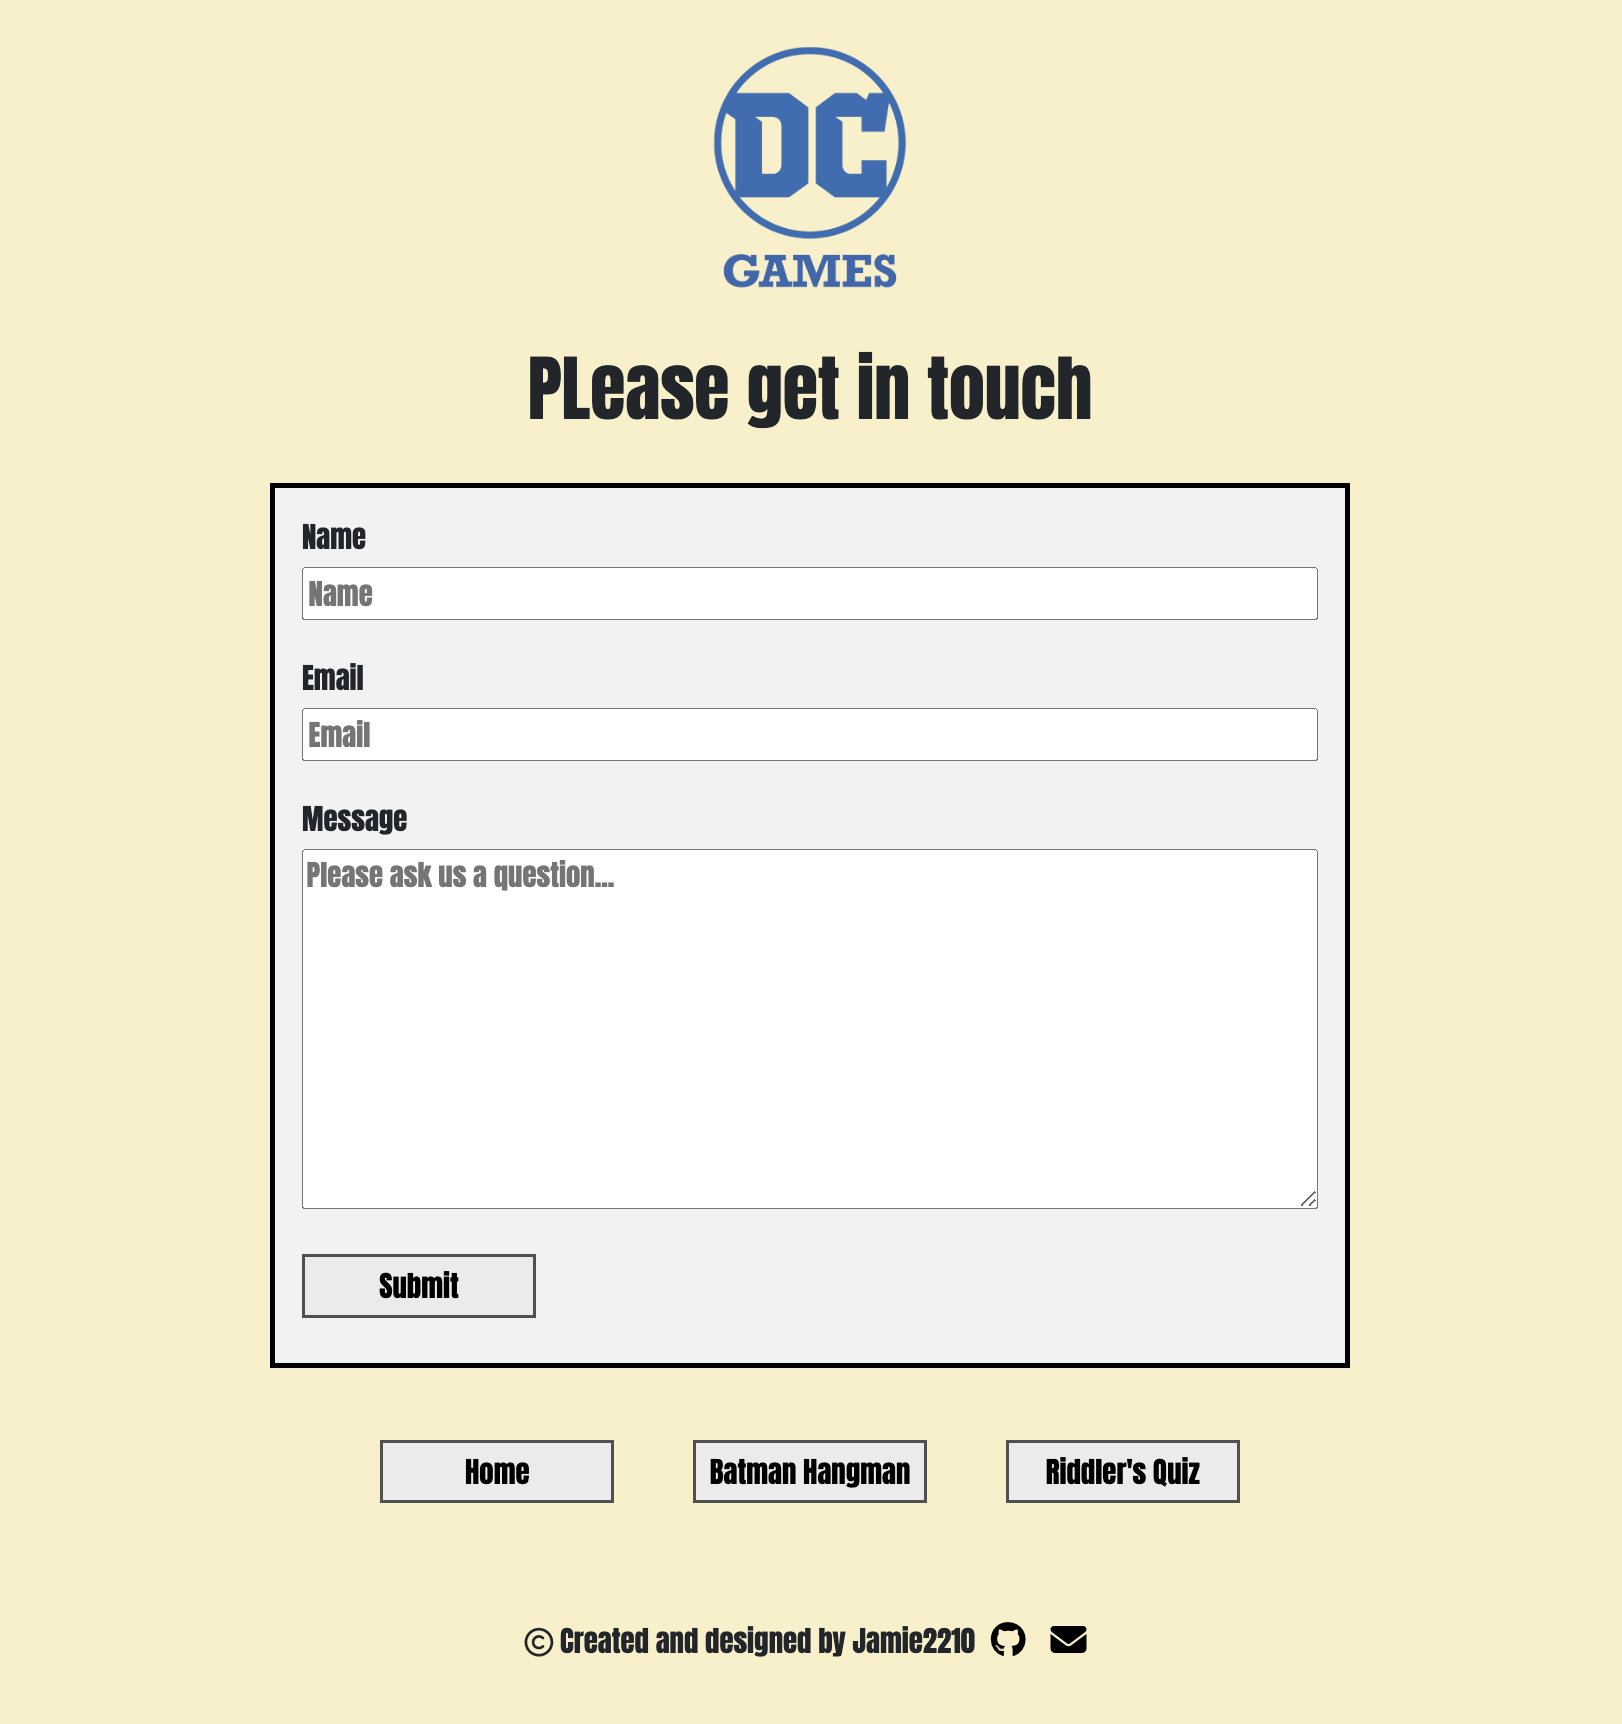 DC
GAMES
PLease get in touch
Name
Name
Email
Email
Message
Please ask us a question...
Submit
Home
Batman Hangman
Riddler's Quiz
© Created and designed by Jamie2210